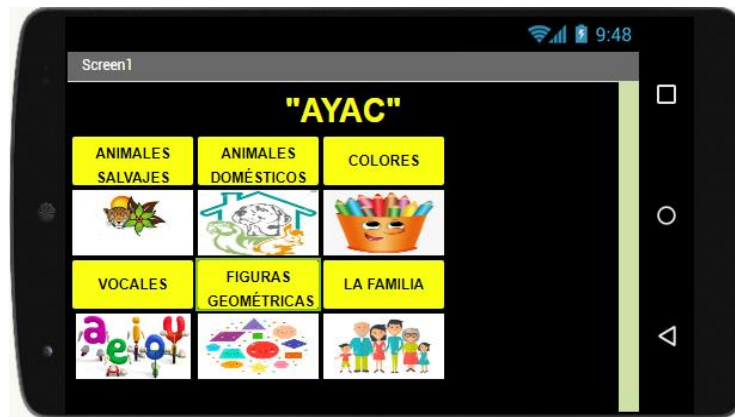 9:48
Screen1
"AYAC"
ANIMALES
SALVAJES
ANIMALES
DOMÉSTICOS
COLORES
VOCALES
FIGURAS
GEOMÉTRICAS
LA FAMILIA
a e i o u